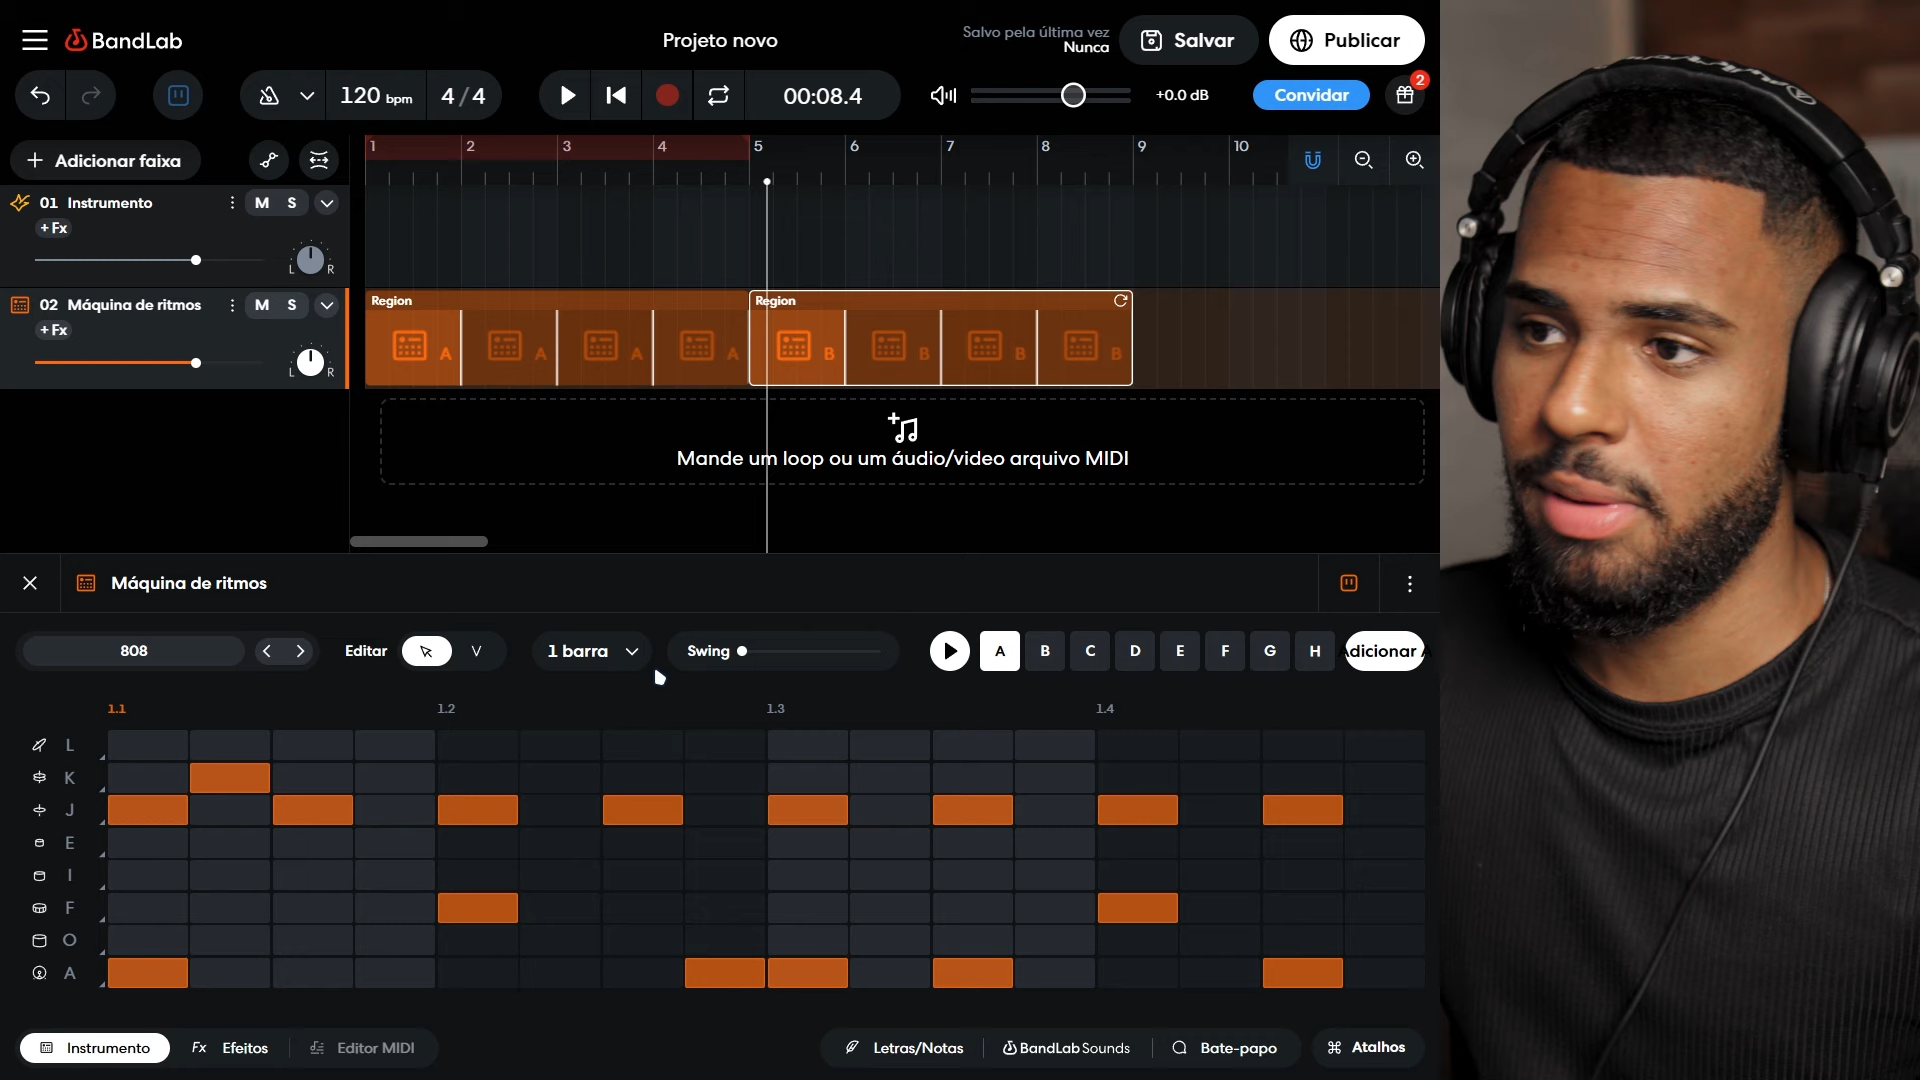 BandLab
Projeto novo
Salvo pela última vez
Nunca
Salvar
Publicar
120 bpm
4 / 4
00:08.4
+0.0 dB
Convidar
2
+ Adicionar faixa
1 2 3 4 5 6 7 8 9 10
01 Instrumento
M S
+ Fx
L R
02 Máquina de ritmos
M S
+ Fx
L R
Region
A A A A
Region
B B B B
Mande um loop ou um áudio/video arquivo MIDI
Máquina de ritmos
808
Editar
V
1 barra
Swing
A B C D E F G H
Adicionar A
1.1 1.2 1.3 1.4
L
K
J
E
I
F
O
A
Instrumento
Fx Efeitos
Editor MIDI
Letras/Notas
BandLab Sounds
Bate-papo
⌘ Atalhos